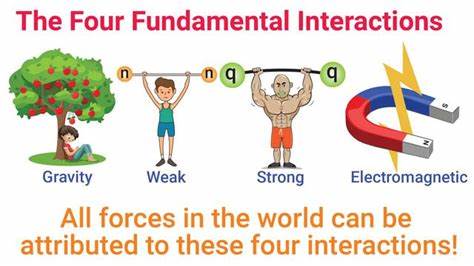 The Four Fundamental Interactions
n n q q
S
N
Gravity Weak Strong Electromagnetic
All forces in the world can be
attributed to these four interactions!